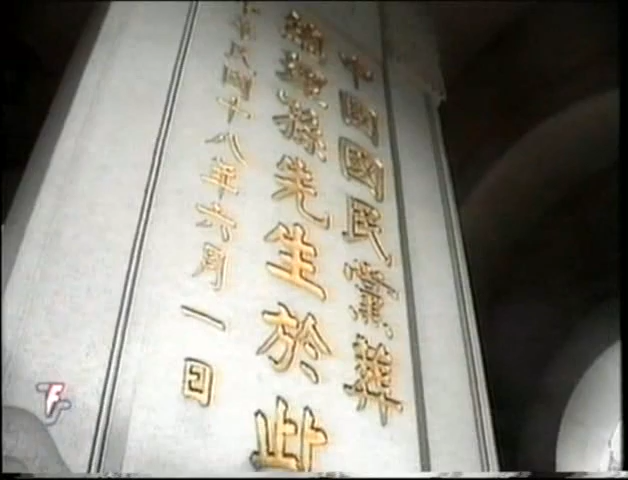 中國國民黨葬
總理孫先生於此
華民國十八年六月一日